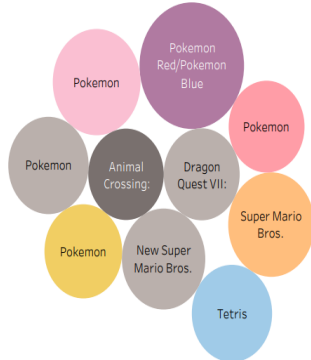 Pokemon
Red/Pokemon
Blue
Pokemon
Pokemon
Pokemon
Animal
Crossing:
Dragon
Quest VII:
Super Mario
Bros.
Pokemon
New Super
Mario Bros.
Tetris